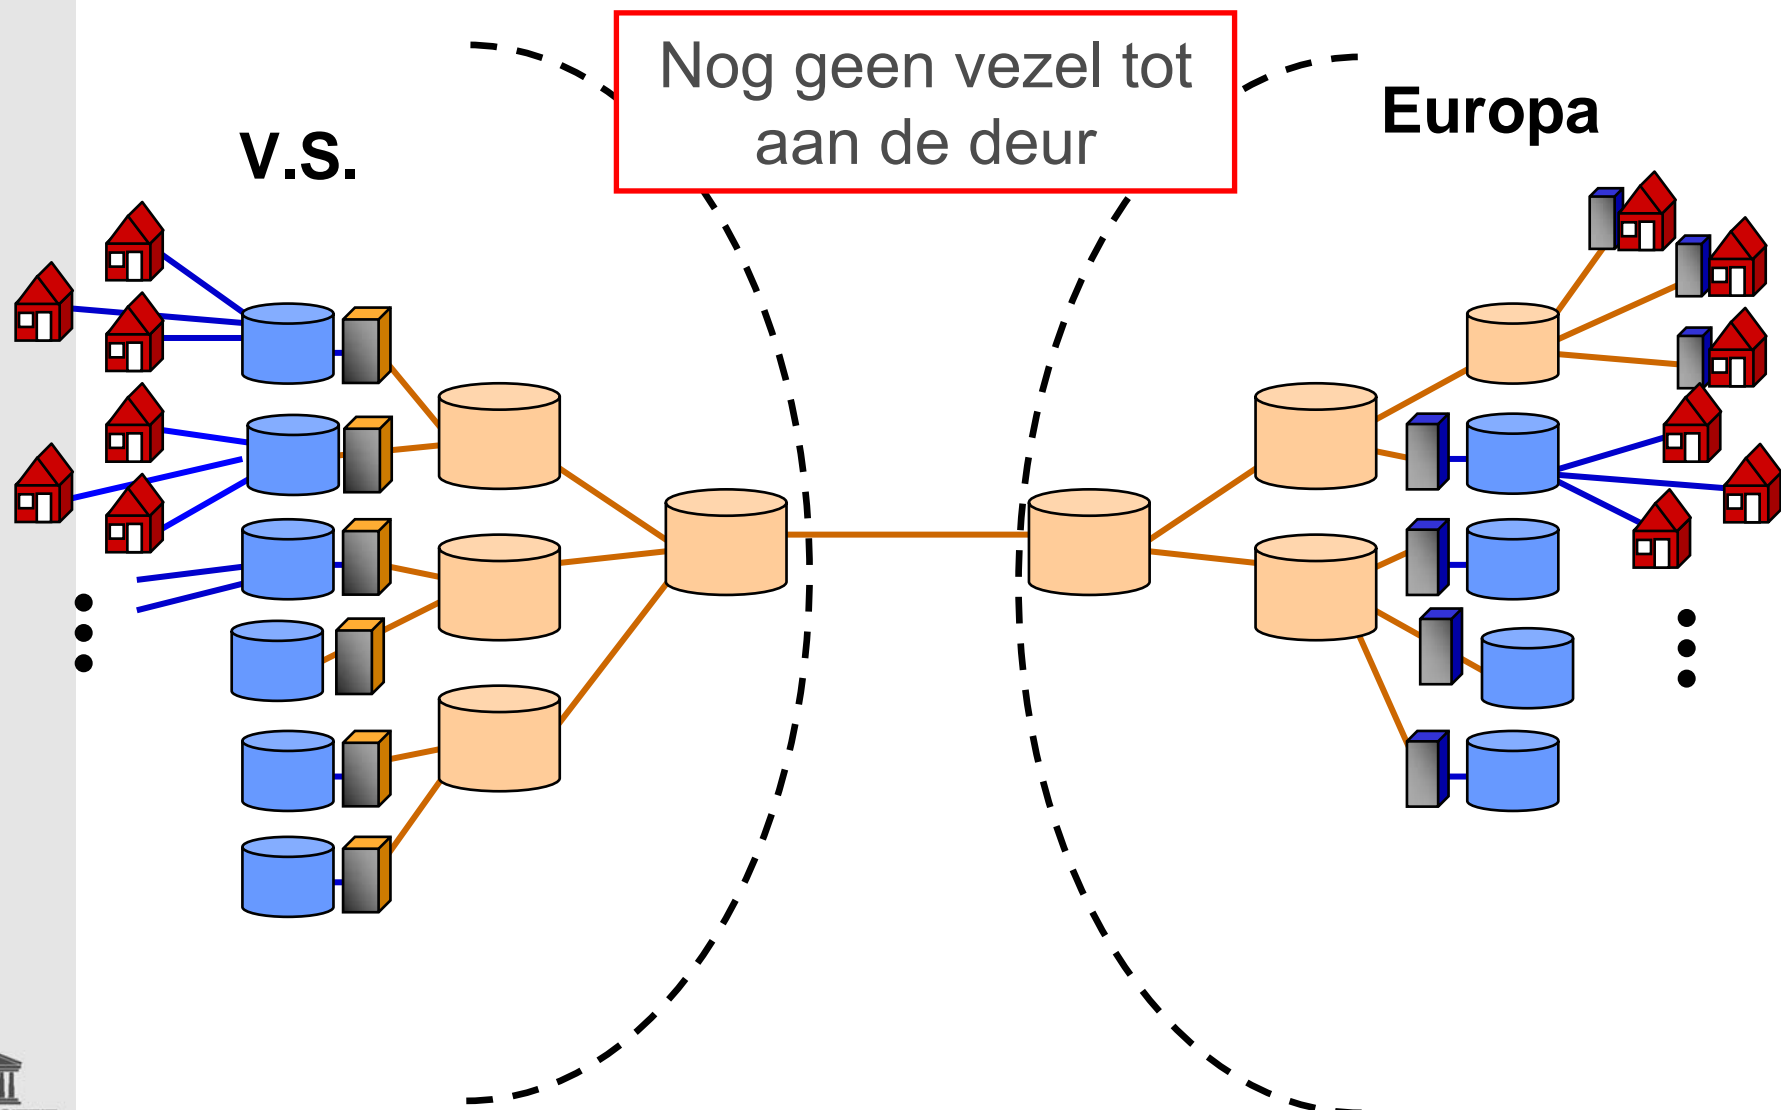 Nog geen vezel tot
aan de deur
V.S.
Europa